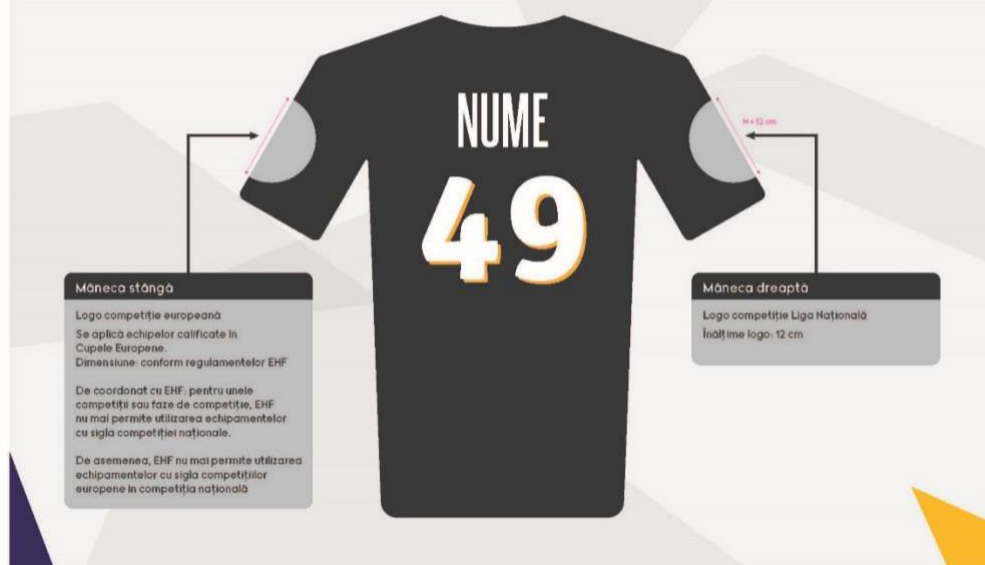 NUME
49
H = 12 cm
Mâneca stângă
Logo competiție europeană
Se aplică echipelor calificate în
Cupele Europene.
Dimensiune: conform regulamentelor EHF
De coordonat cu EHF: pentru unele
competiții sau faze de competiție, EHF
nu mai permite utilizarea echipamentelor
cu sigla competiției naționale.
De asemenea, EHF nu mai permite utilizarea
echipamentelor cu sigla competițiilor
europene în competiția națională
Mâneca dreaptă
Logo competiție Liga Națională
Înălțime logo: 12 cm